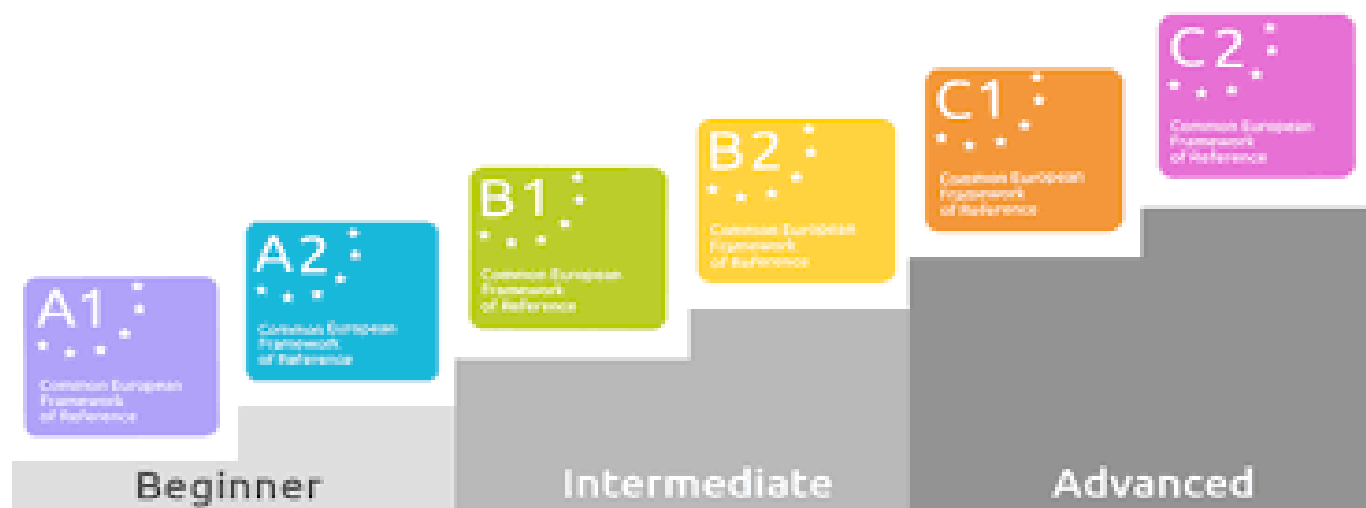 A1
Common European
Framework
of Reference
A2
Common European
Framework
of Reference
B1
Common European
Framework
of Reference
B2
Common European
Framework
of Reference
C1
Common European
Framework
of Reference
C2
Common European
Framework
of Reference
Beginner
Intermediate
Advanced